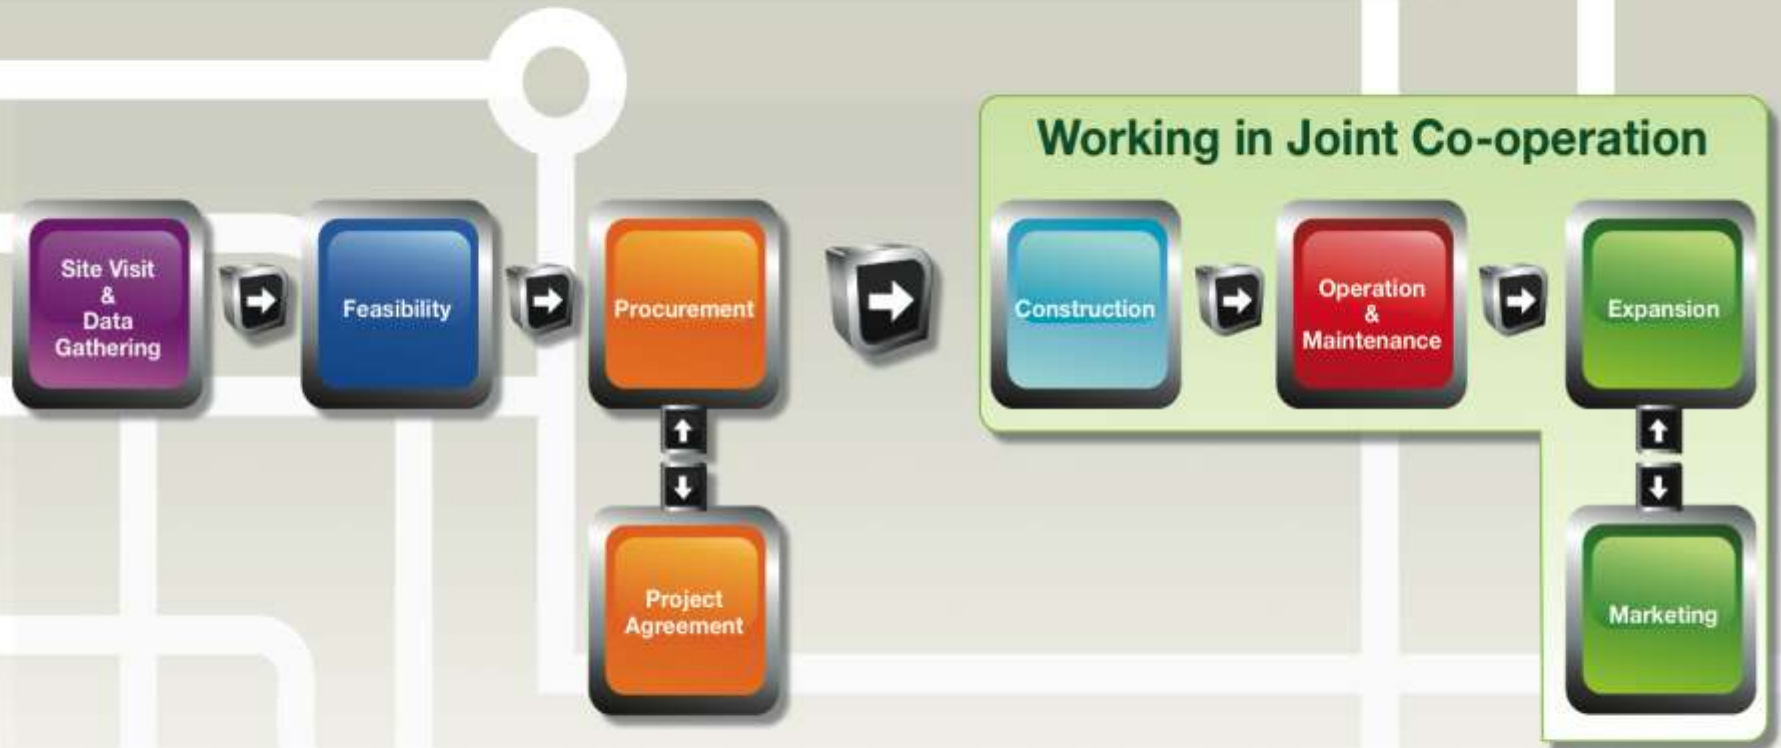 Working in Joint Co-operation
Site Visit
&
Data
Gathering
Feasibility
Procurement
Construction
Operation
&
Maintenance
Expansion
Project
Agreement
Marketing